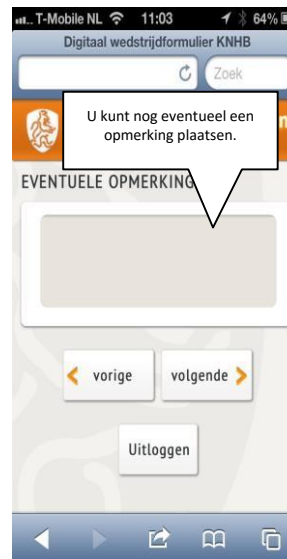 T-Mobile NL 11:03 64%
Digitaal wedstrijdformulier KNHB
Zoek
U kunt nog eventueel een
opmerking plaatsen.
EVENTUELE OPMERKING
vorige
volgende
Uitloggen